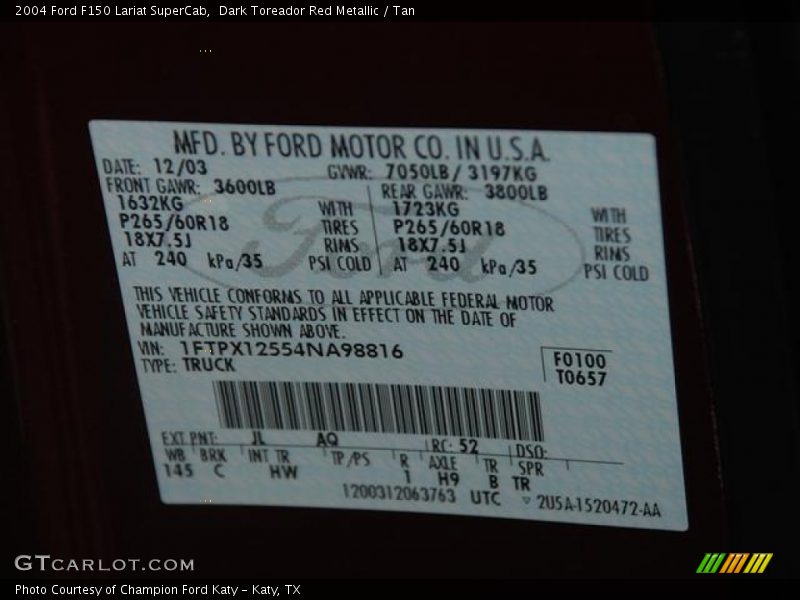 2004 Ford F150 Lariat SuperCab,  Dark Toreador Red Metallic / Tan
MFD. BY FORD MOTOR CO. IN U.S.A.
DATE: 12/03 GVWR: 7050LB / 3197KG
FRONT GAWR: 3600LB REAR GAWR: 3800LB
1632KG WITH 1723KG WITH
P265/60R18 TIRES P265/60R18 TIRES
18X7.5J RIMS 18X7.5J RIMS
AT 240 kPa/35 PSI COLD AT 240 kPa/35 PSI COLD
Ford
THIS VEHICLE CONFORMS TO ALL APPLICABLE FEDERAL MOTOR
VEHICLE SAFETY STANDARDS IN EFFECT ON THE DATE OF
MANUFACTURE SHOWN ABOVE.
VIN: 1FTPX12554NA98816 F0100
TYPE: TRUCK T0657
EXT PNT: JL AQ RC: 52 DSO:
WB BRK INT TR TP/PS R AXLE TR SPR
145 C HW 1 H9 B TR
1200312063763 UTC ▽ 2U5A-1520472-AA
GTCARLOT.COM
Photo Courtesy of Champion Ford Katy - Katy, TX